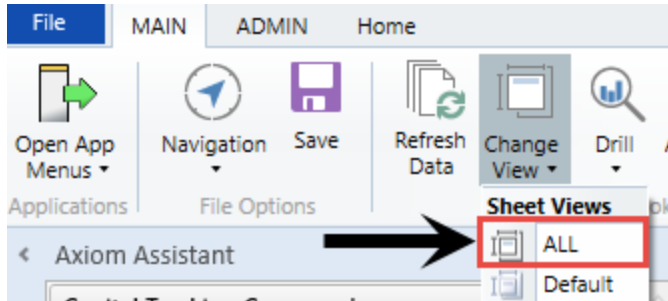 File MAIN ADMIN Home
Open App Menus
Navigation
Save
Refresh Data
Change View
Drill
Applications
File Options
Sheet Views
ALL
Default
Axiom Assistant